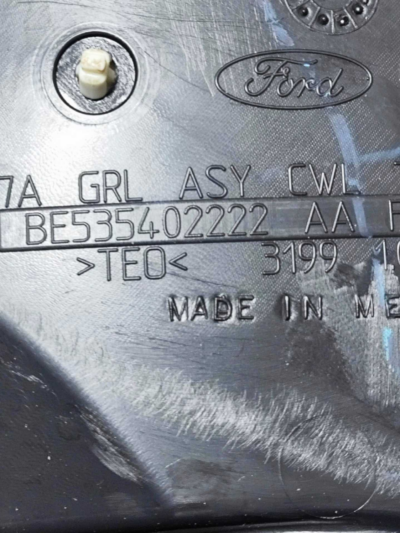 Ford
7A GRL ASY CWL
BE535402222 AA
>TEO<
3199
MADE IN ME